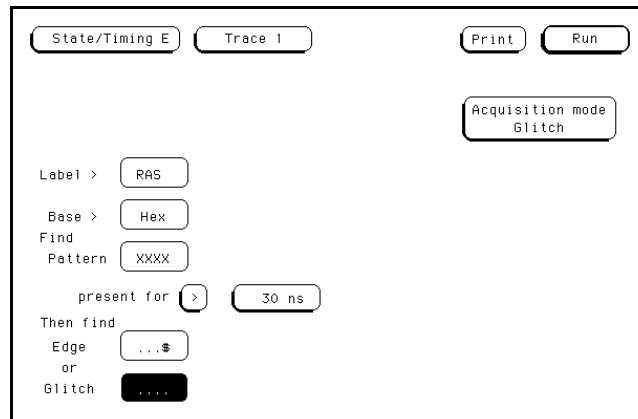 State/Timing E Trace 1 Print Run
Acquisition mode
Glitch
Label > RAS
Base > Hex
Find
Pattern XXXX
present for > 30 ns
Then find
Edge ...$
or
Glitch ....